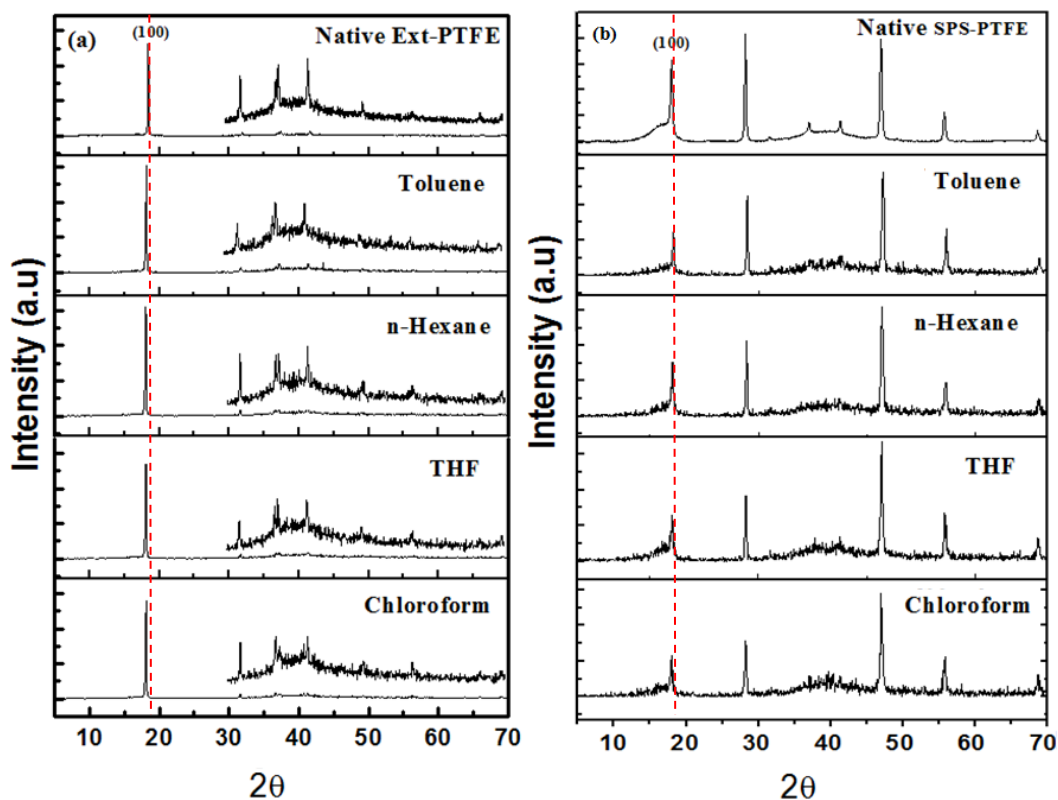 (a)
(100)
Native Ext-PTFE
Toluene
n-Hexane
THF
Chloroform
Intensity (a.u)
10 20 30 40 50 60 70
2θ
(b)
(100)
Native SPS-PTFE
Toluene
n-Hexane
THF
Chloroform
Intensity (a.u)
10 20 30 40 50 60 70
2θ